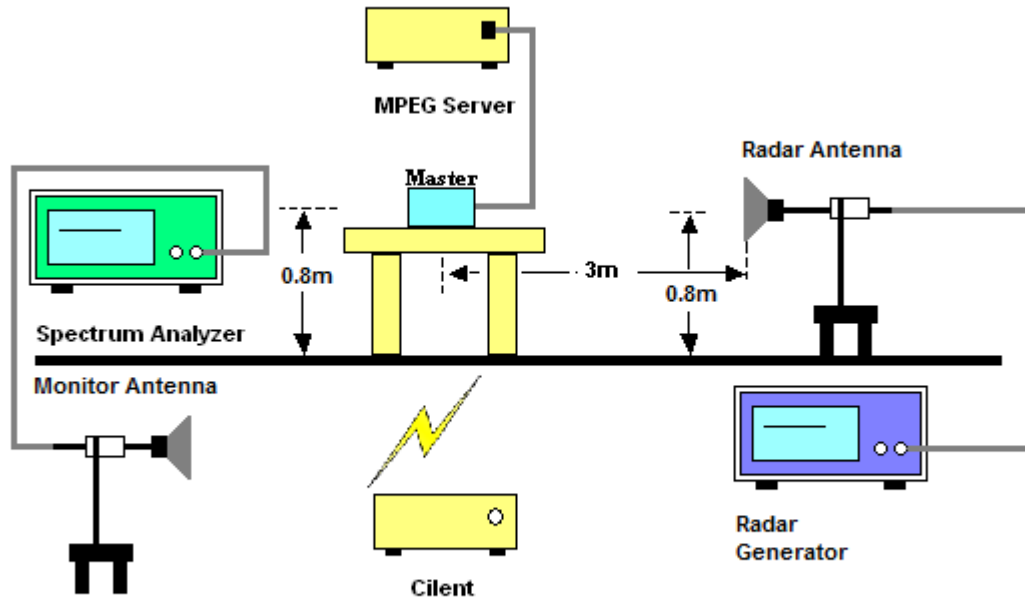 MPEG Server
Radar Antenna
Master
3m
0.8m
0.8m
Spectrum Analyzer
Monitor Antenna
Radar
Generator
Cilent